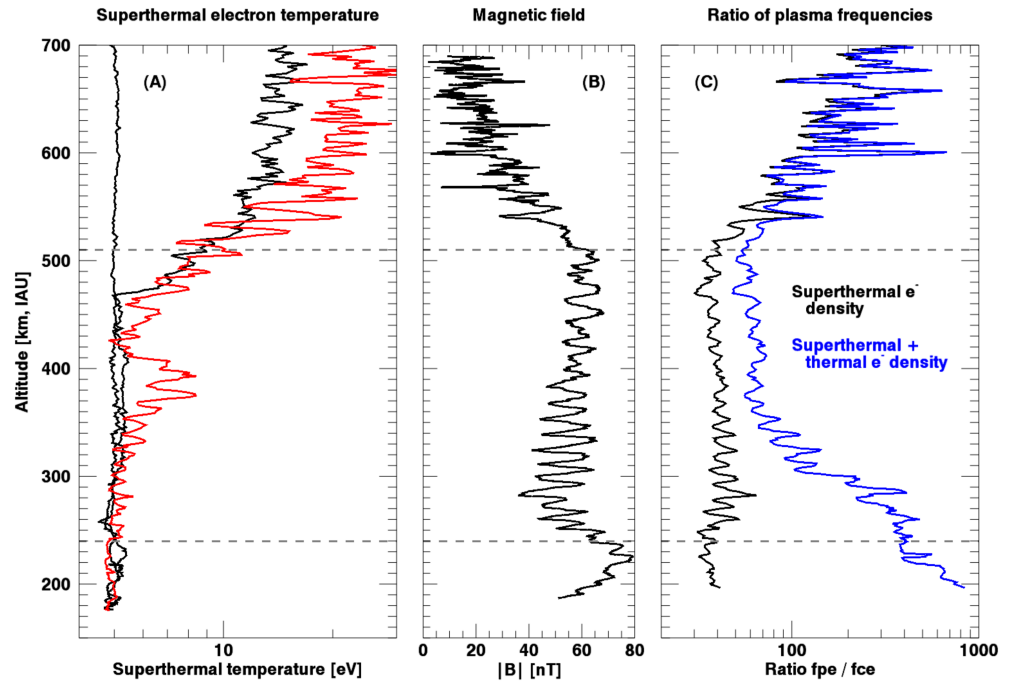 Superthermal electron temperature
Magnetic field
Ratio of plasma frequencies
700
600
500
400
300
200
Altitude [km, IAU]
(A)
(B)
(C)
Superthermal e-
density
Superthermal +
thermal e- density
10
0 20 40 60 80
100 1000
Superthermal temperature [eV]
|B| [nT]
Ratio fpe / fce